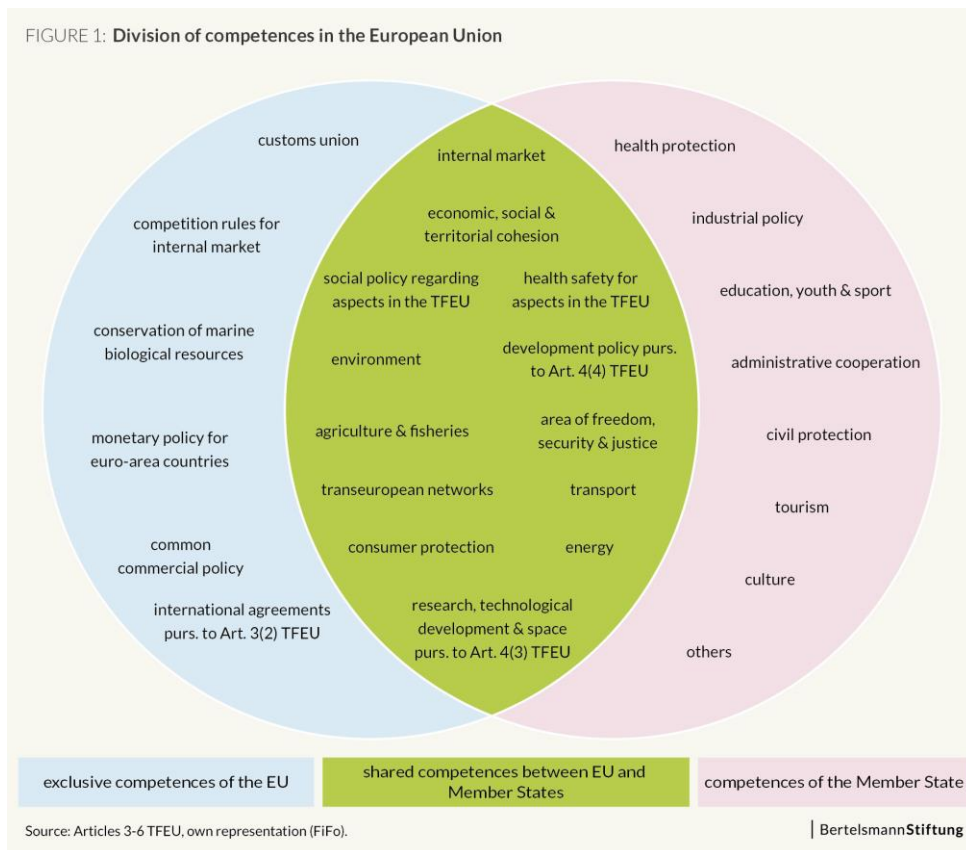 FIGURE 1: Division of competences in the European Union
customs union
competition rules for
internal market
conservation of marine
biological resources
monetary policy for
euro-area countries
common
commercial policy
international agreements
purs. to Art. 3(2) TFEU
internal market
economic, social &
territorial cohesion
social policy regarding
aspects in the TFEU
health safety for
aspects in the TFEU
environment
development policy purs.
to Art. 4(4) TFEU
agriculture & fisheries
area of freedom,
security & justice
transeuropean networks
transport
consumer protection
energy
research, technological
development & space
purs. to Art. 4(3) TFEU
health protection
industrial policy
education, youth & sport
administrative cooperation
civil protection
tourism
culture
others
exclusive competences of the EU
shared competences between EU and
Member States
competences of the Member State
Source: Articles 3-6 TFEU, own representation (FiFo).
BertelsmannStiftung